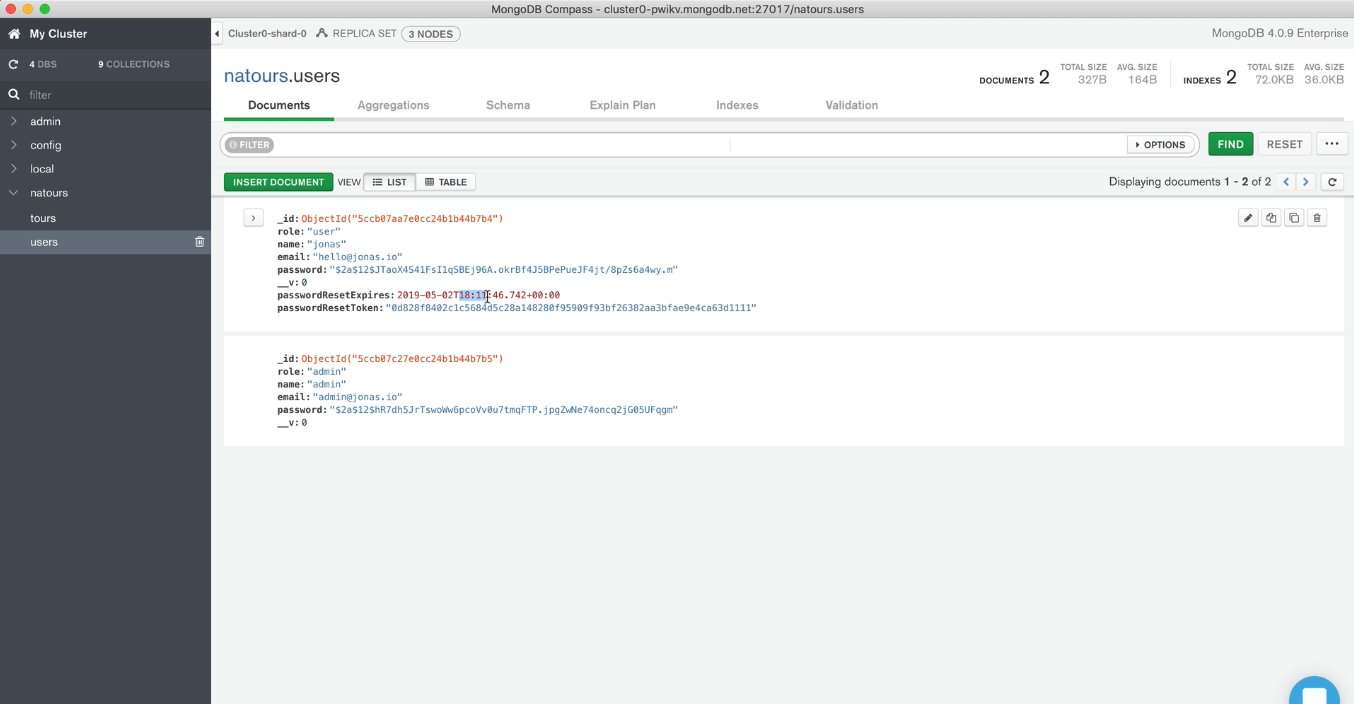 MongoDB Compass - cluster0-pwikv.mongodb.net:27017/natours.users
My Cluster
Cluster0-shard-0 REPLICA SET 3 NODES
MongoDB 4.0.9 Enterprise
4 DBS 9 COLLECTIONS
filter
admin
config
local
natours
tours
users
natours.users
DOCUMENTS 2 TOTAL SIZE 327B AVG. SIZE 164B
INDEXES 2 TOTAL SIZE 72.0KB AVG. SIZE 36.0KB
Documents Aggregations Schema Explain Plan Indexes Validation
FILTER OPTIONS FIND RESET ...
INSERT DOCUMENT VIEW LIST TABLE
Displaying documents 1 - 2 of 2
_id: ObjectId("5ccb07aa7e0cc24b1b44b7b4")
role: "user"
name: "jonas"
email: "hello@jonas.io"
password: "$2a$12$JTaoX4S41FsI1qSBEj96A.okrBf4J5BPePueJF4jt/8pZs6a4wy.m"
__v: 0
passwordResetExpires: 2019-05-02T18:11:46.742+00:00
passwordResetToken: "0d828f8402c1c5684d5c28a148280f95909f93bf26382aa3bfae9e4ca63d1111"
_id: ObjectId("5ccb07c27e0cc24b1b44b7b5")
role: "admin"
name: "admin"
email: "admin@jonas.io"
password: "$2a$12$hR7dh5JrTswoWw6pcoVv0u7tmqFTP.jpgZwNe74oncq2jG05UFqgm"
__v: 0